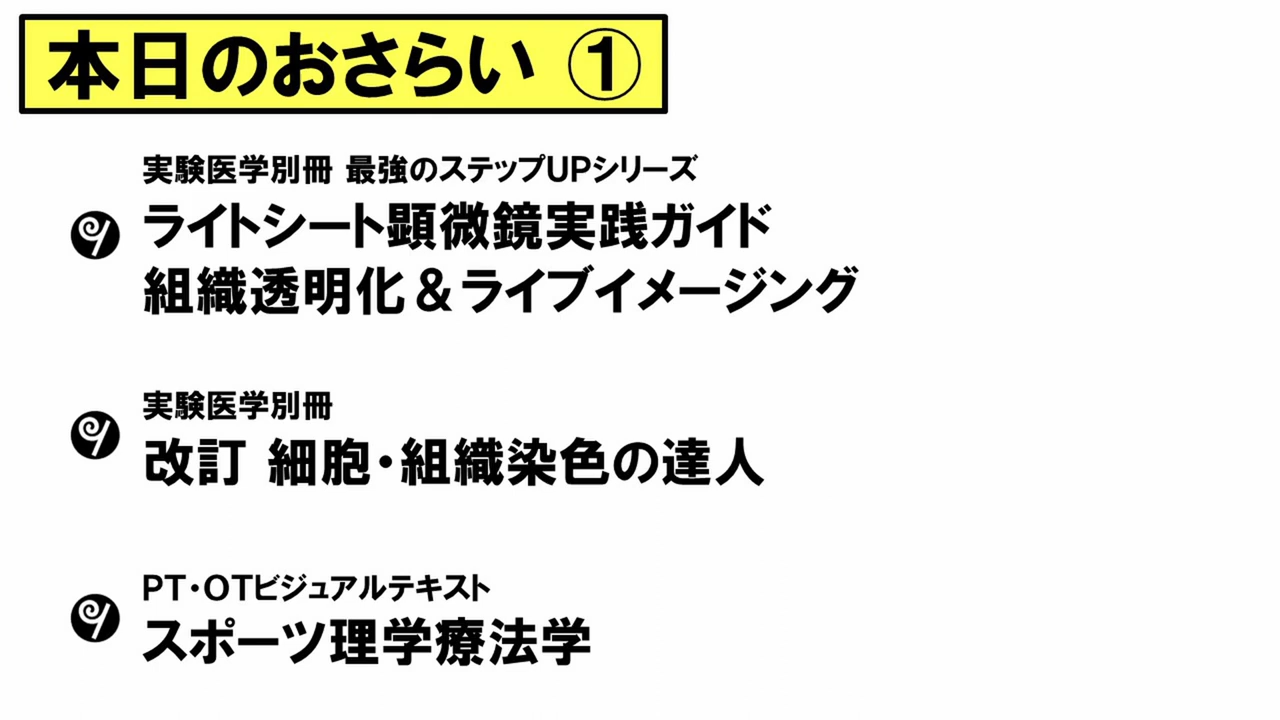 本日のおさらい ①
実験医学別冊 最強のステップUPシリーズ
ライトシート顕微鏡実践ガイド
組織透明化＆ライブイメージング
実験医学別冊
改訂 細胞・組織染色の達人
PT・OTビジュアルテキスト
スポーツ理学療法学